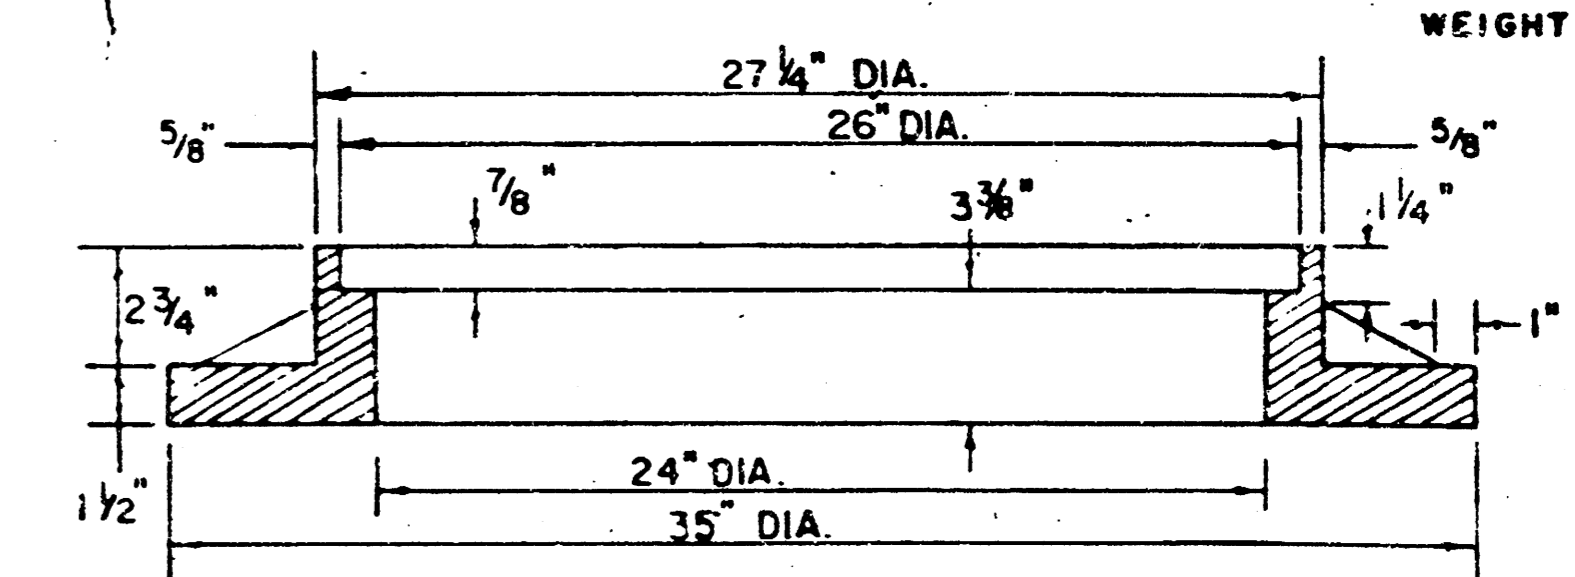 WEIGHT
27 1/4" DIA.
26" DIA.
5/8"
5/8"
7/8"
3 3/8"
1 1/4"
2 3/4"
1"
24" DIA.
1 1/2"
35" DIA.